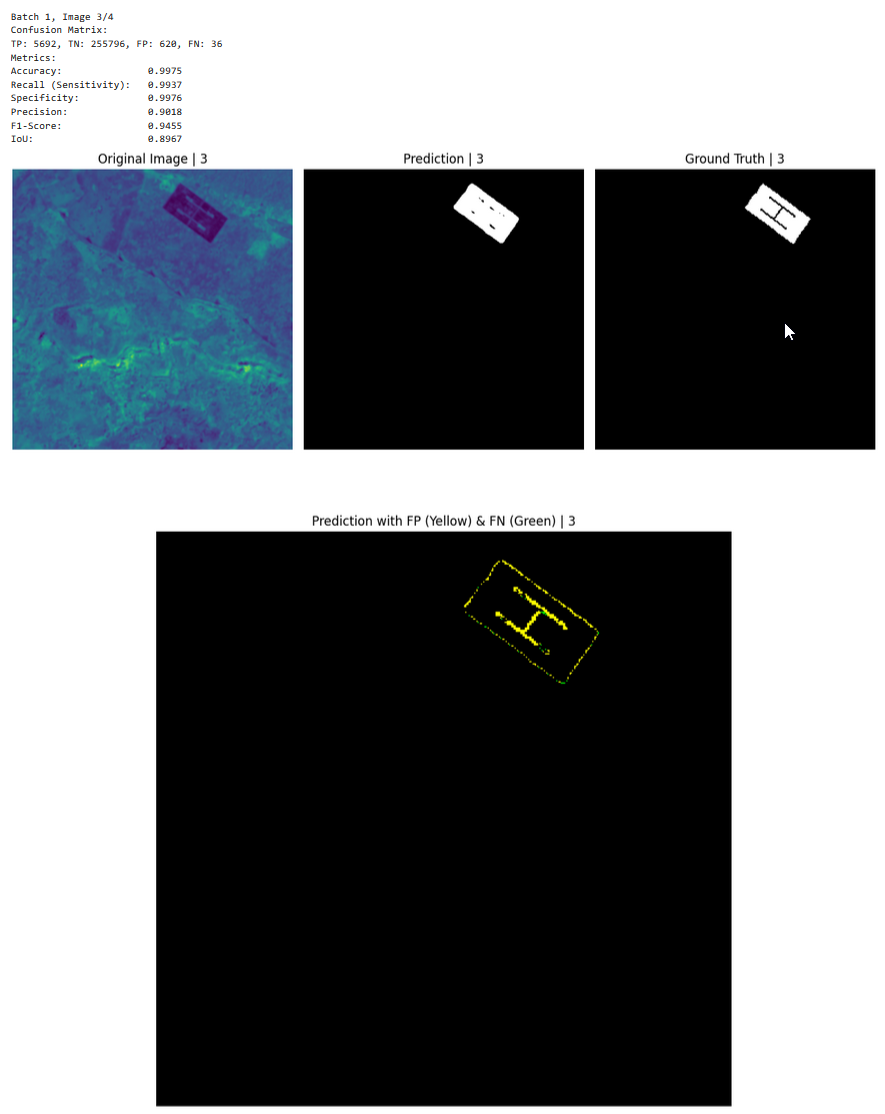 Batch 1, Image 3/4
Confusion Matrix:
TP: 5692, TN: 255796, FP: 620, FN: 36
Metrics:
Accuracy: 0.9975
Recall (Sensitivity): 0.9937
Specificity: 0.9976
Precision: 0.9018
F1-Score: 0.9455
IoU: 0.8967
Original Image | 3
Prediction | 3
Ground Truth | 3
Prediction with FP (Yellow) & FN (Green) | 3